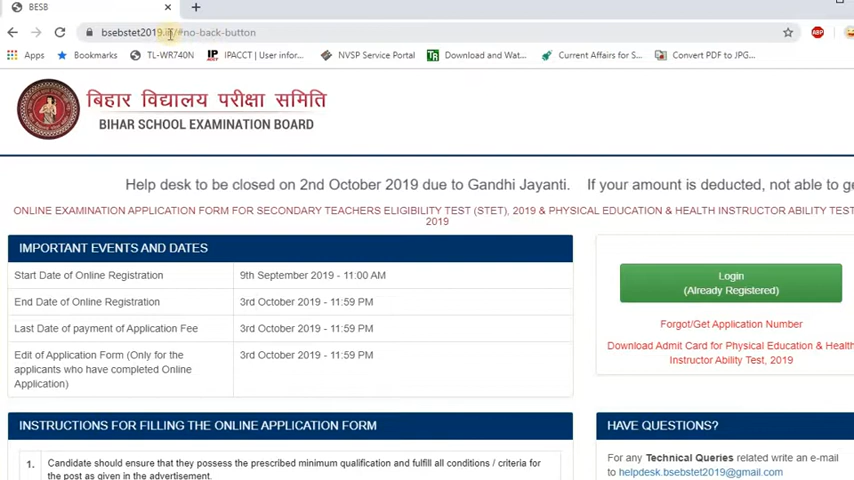 BESB
bsebstet2019.in/#no-back-button
ABP
Apps Bookmarks TL-WR740N IPACCT | User infor... NVSP Service Portal Download and Wat... Current Affairs for S... Convert PDF to JPG...
बिहार विद्यालय परीक्षा समिति
BIHAR SCHOOL EXAMINATION BOARD
Help desk to be closed on 2nd October 2019 due to Gandhi Jayanti. If your amount is deducted, not able to ge
ONLINE EXAMINATION APPLICATION FORM FOR SECONDARY TEACHERS ELIGIBILITY TEST (STET), 2019 & PHYSICAL EDUCATION & HEALTH INSTRUCTOR ABILITY TEST
2019
IMPORTANT EVENTS AND DATES
Start Date of Online Registration 9th September 2019 - 11:00 AM
End Date of Online Registration 3rd October 2019 - 11:59 PM
Last Date of payment of Application Fee 3rd October 2019 - 11:59 PM
Edit of Application Form (Only for the 3rd October 2019 - 11:59 PM
applicants who have completed Online
Application)
Login
(Already Registered)
Forgot/Get Application Number
Download Admit Card for Physical Education & Health
Instructor Ability Test, 2019
INSTRUCTIONS FOR FILLING THE ONLINE APPLICATION FORM
1. Candidate should ensure that they possess the prescribed minimum qualification and fulfill all conditions / criteria for
the post as given in the advertisement.
HAVE QUESTIONS?
For any Technical Queries related write an e-mail
to helpdesk.bsebstet2019@gmail.com